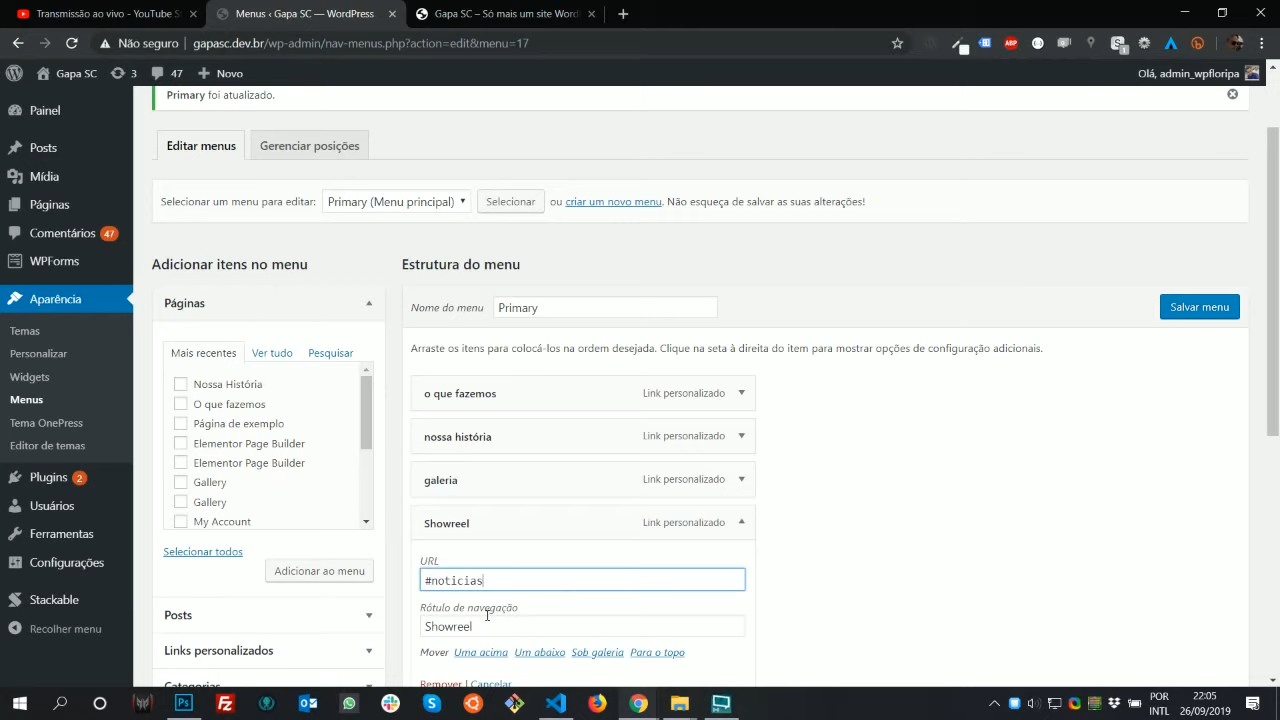 Transmissão ao vivo - YouTube S
Menus ‹ Gapa SC — WordPress
Gapa SC – Só mais um site Word
Não seguro
gapasc.dev.br/wp-admin/nav-menus.php?action=edit&menu=17
Gapa SC
3
47
Novo
Olá, admin_wpfloripa
Painel
Posts
Mídia
Páginas
Comentários 47
WPForms
Aparência
Temas
Personalizar
Widgets
Menus
Tema OnePress
Editor de temas
Plugins 2
Usuários
Ferramentas
Configurações
Stackable
Recolher menu
Primary foi atualizado.
Editar menus
Gerenciar posições
Selecionar um menu para editar: Primary (Menu principal) Selecionar ou criar um novo menu. Não esqueça de salvar as suas alterações!
Adicionar itens no menu
Páginas
Mais recentes Ver tudo Pesquisar
Nossa História
O que fazemos
Página de exemplo
Elementor Page Builder
Elementor Page Builder
Gallery
Gallery
My Account
Selecionar todos
Adicionar ao menu
Posts
Links personalizados
Categorias
Estrutura do menu
Nome do menu Primary
Salvar menu
Arraste os itens para colocá-los na ordem desejada. Clique na seta à direita do item para mostrar opções de configuração adicionais.
o que fazemos Link personalizado
nossa história Link personalizado
galeria Link personalizado
Showreel Link personalizado
URL
#noticias
Rótulo de navegação
Showreel
Mover Uma acima Um abaixo Sob galeria Para o topo
Remover | Cancelar
POR
INTL
22:05
26/09/2019